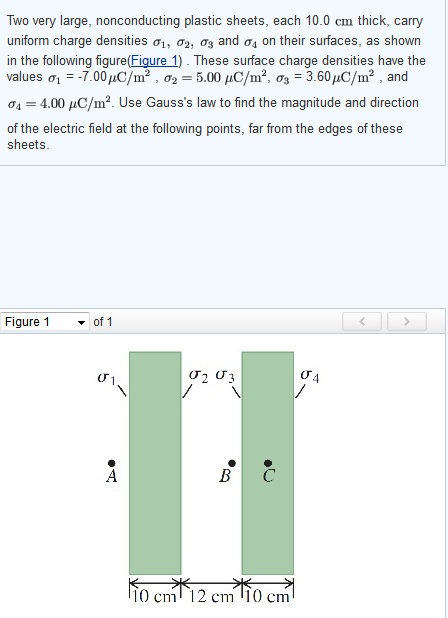 Two very large, nonconducting plastic sheets, each 10.0 cm thick, carry
uniform charge densities σ₁, σ₂, σ₃ and σ₄ on their surfaces, as shown
in the following figure(Figure 1) . These surface charge densities have the
values σ₁ = -7.00μC/m² , σ₂ = 5.00 μC/m², σ₃ = 3.60μC/m² , and
σ₄ = 4.00 μC/m². Use Gauss's law to find the magnitude and direction
of the electric field at the following points, far from the edges of these
sheets.
Figure 1 of 1
σ₁ σ₂ σ₃ σ₄
A B C
10 cm 12 cm 10 cm